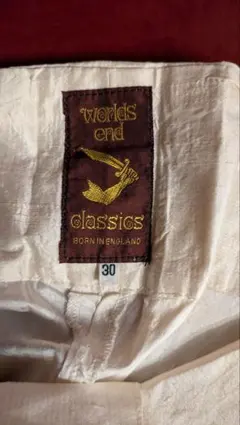 Worlds
end
Classics
BORN IN ENGLAND
30